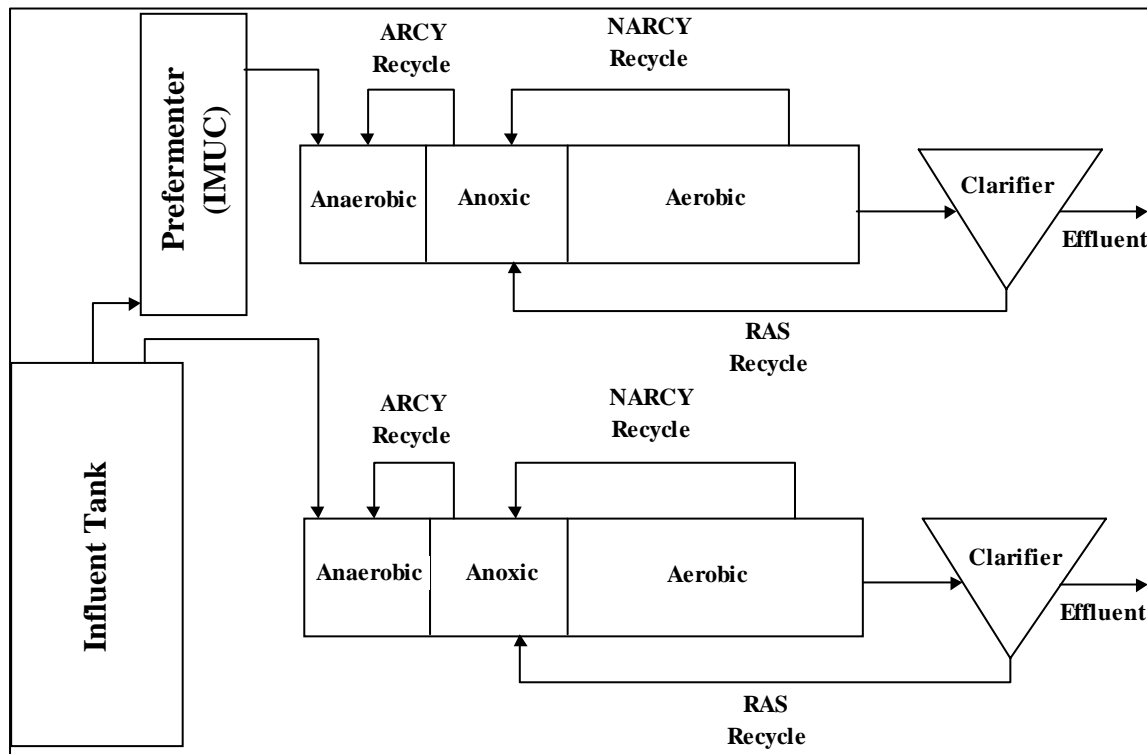 ARCY
Recycle
NARCY
Recycle
Prefermenter
(IMUC)
Anaerobic
Anoxic
Aerobic
Clarifier
Effluent
RAS
Recycle
Influent Tank
ARCY
Recycle
NARCY
Recycle
Anaerobic
Anoxic
Aerobic
Clarifier
Effluent
RAS
Recycle